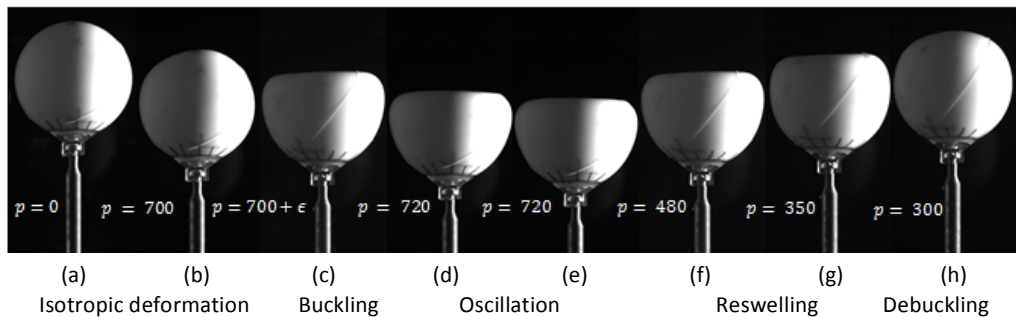 p = 0 p = 700 p = 700 + ϵ p = 720 p = 720 p = 480 p = 350 p = 300
(a) (b) (c) (d) (e) (f) (g) (h)
Isotropic deformation Buckling Oscillation Reswelling Debuckling